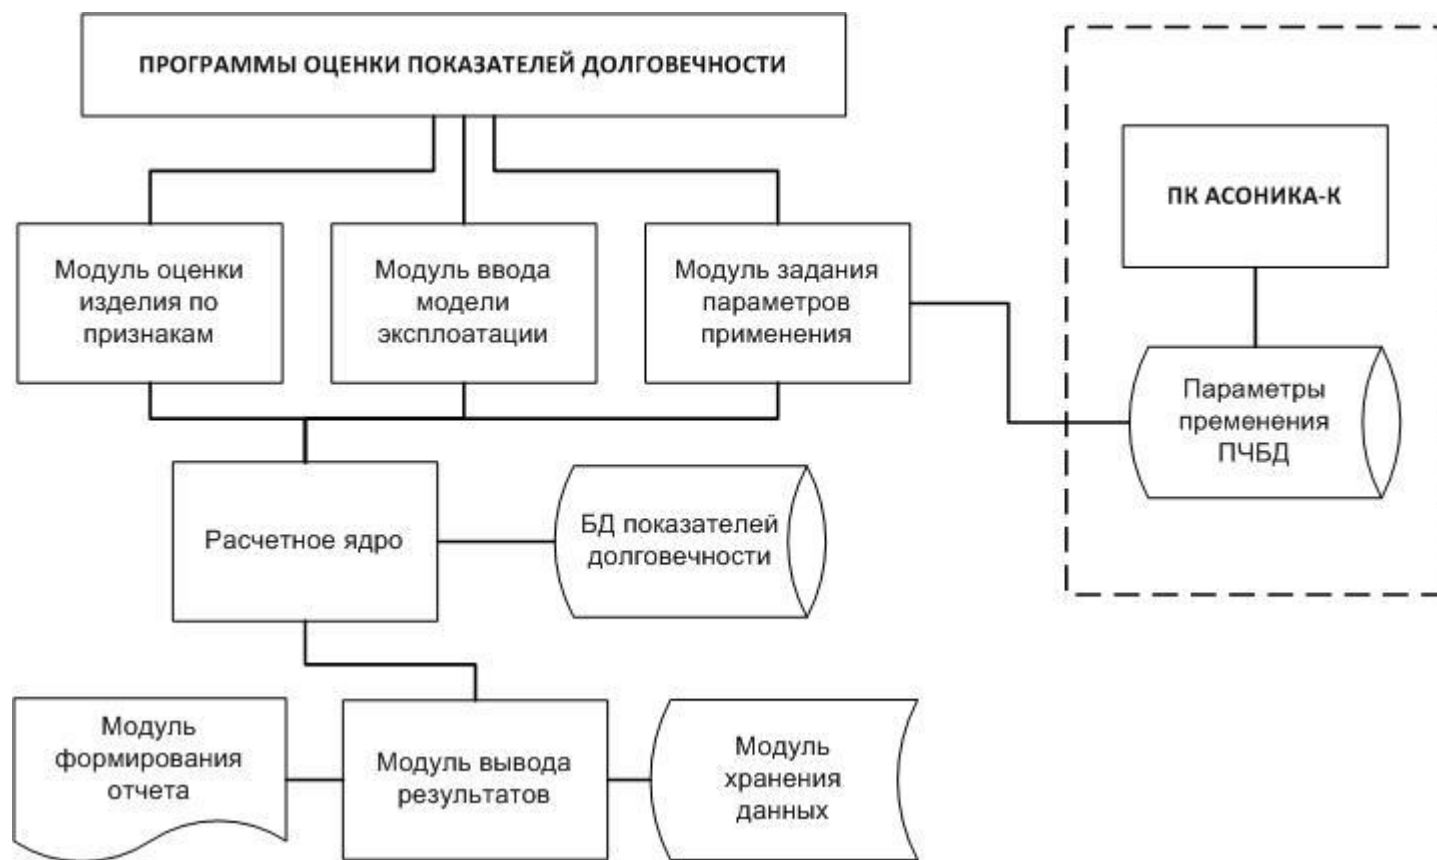 ПРОГРАММЫ ОЦЕНКИ ПОКАЗАТЕЛЕЙ ДОЛГОВЕЧНОСТИ
ПК АСОНИКА-К
Модуль оценки
изделия по
признакам
Модуль ввода
модели
эксплоатации
Модуль задания
параметров
применения
Параметры
пременения
ПЧБД
Расчетное ядро
БД показателей
долговечности
Модуль
формирования
отчета
Модуль вывода
результатов
Модуль
хранения
данных